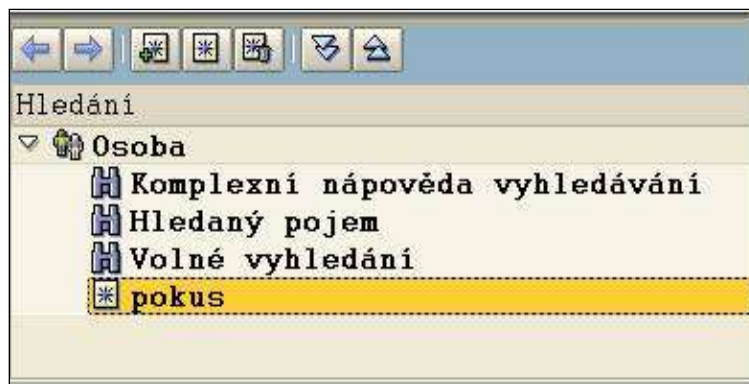 Hledání
Osoba
Komplexní nápověda vyhledávání
Hledaný pojem
Volné vyhledání
pokus